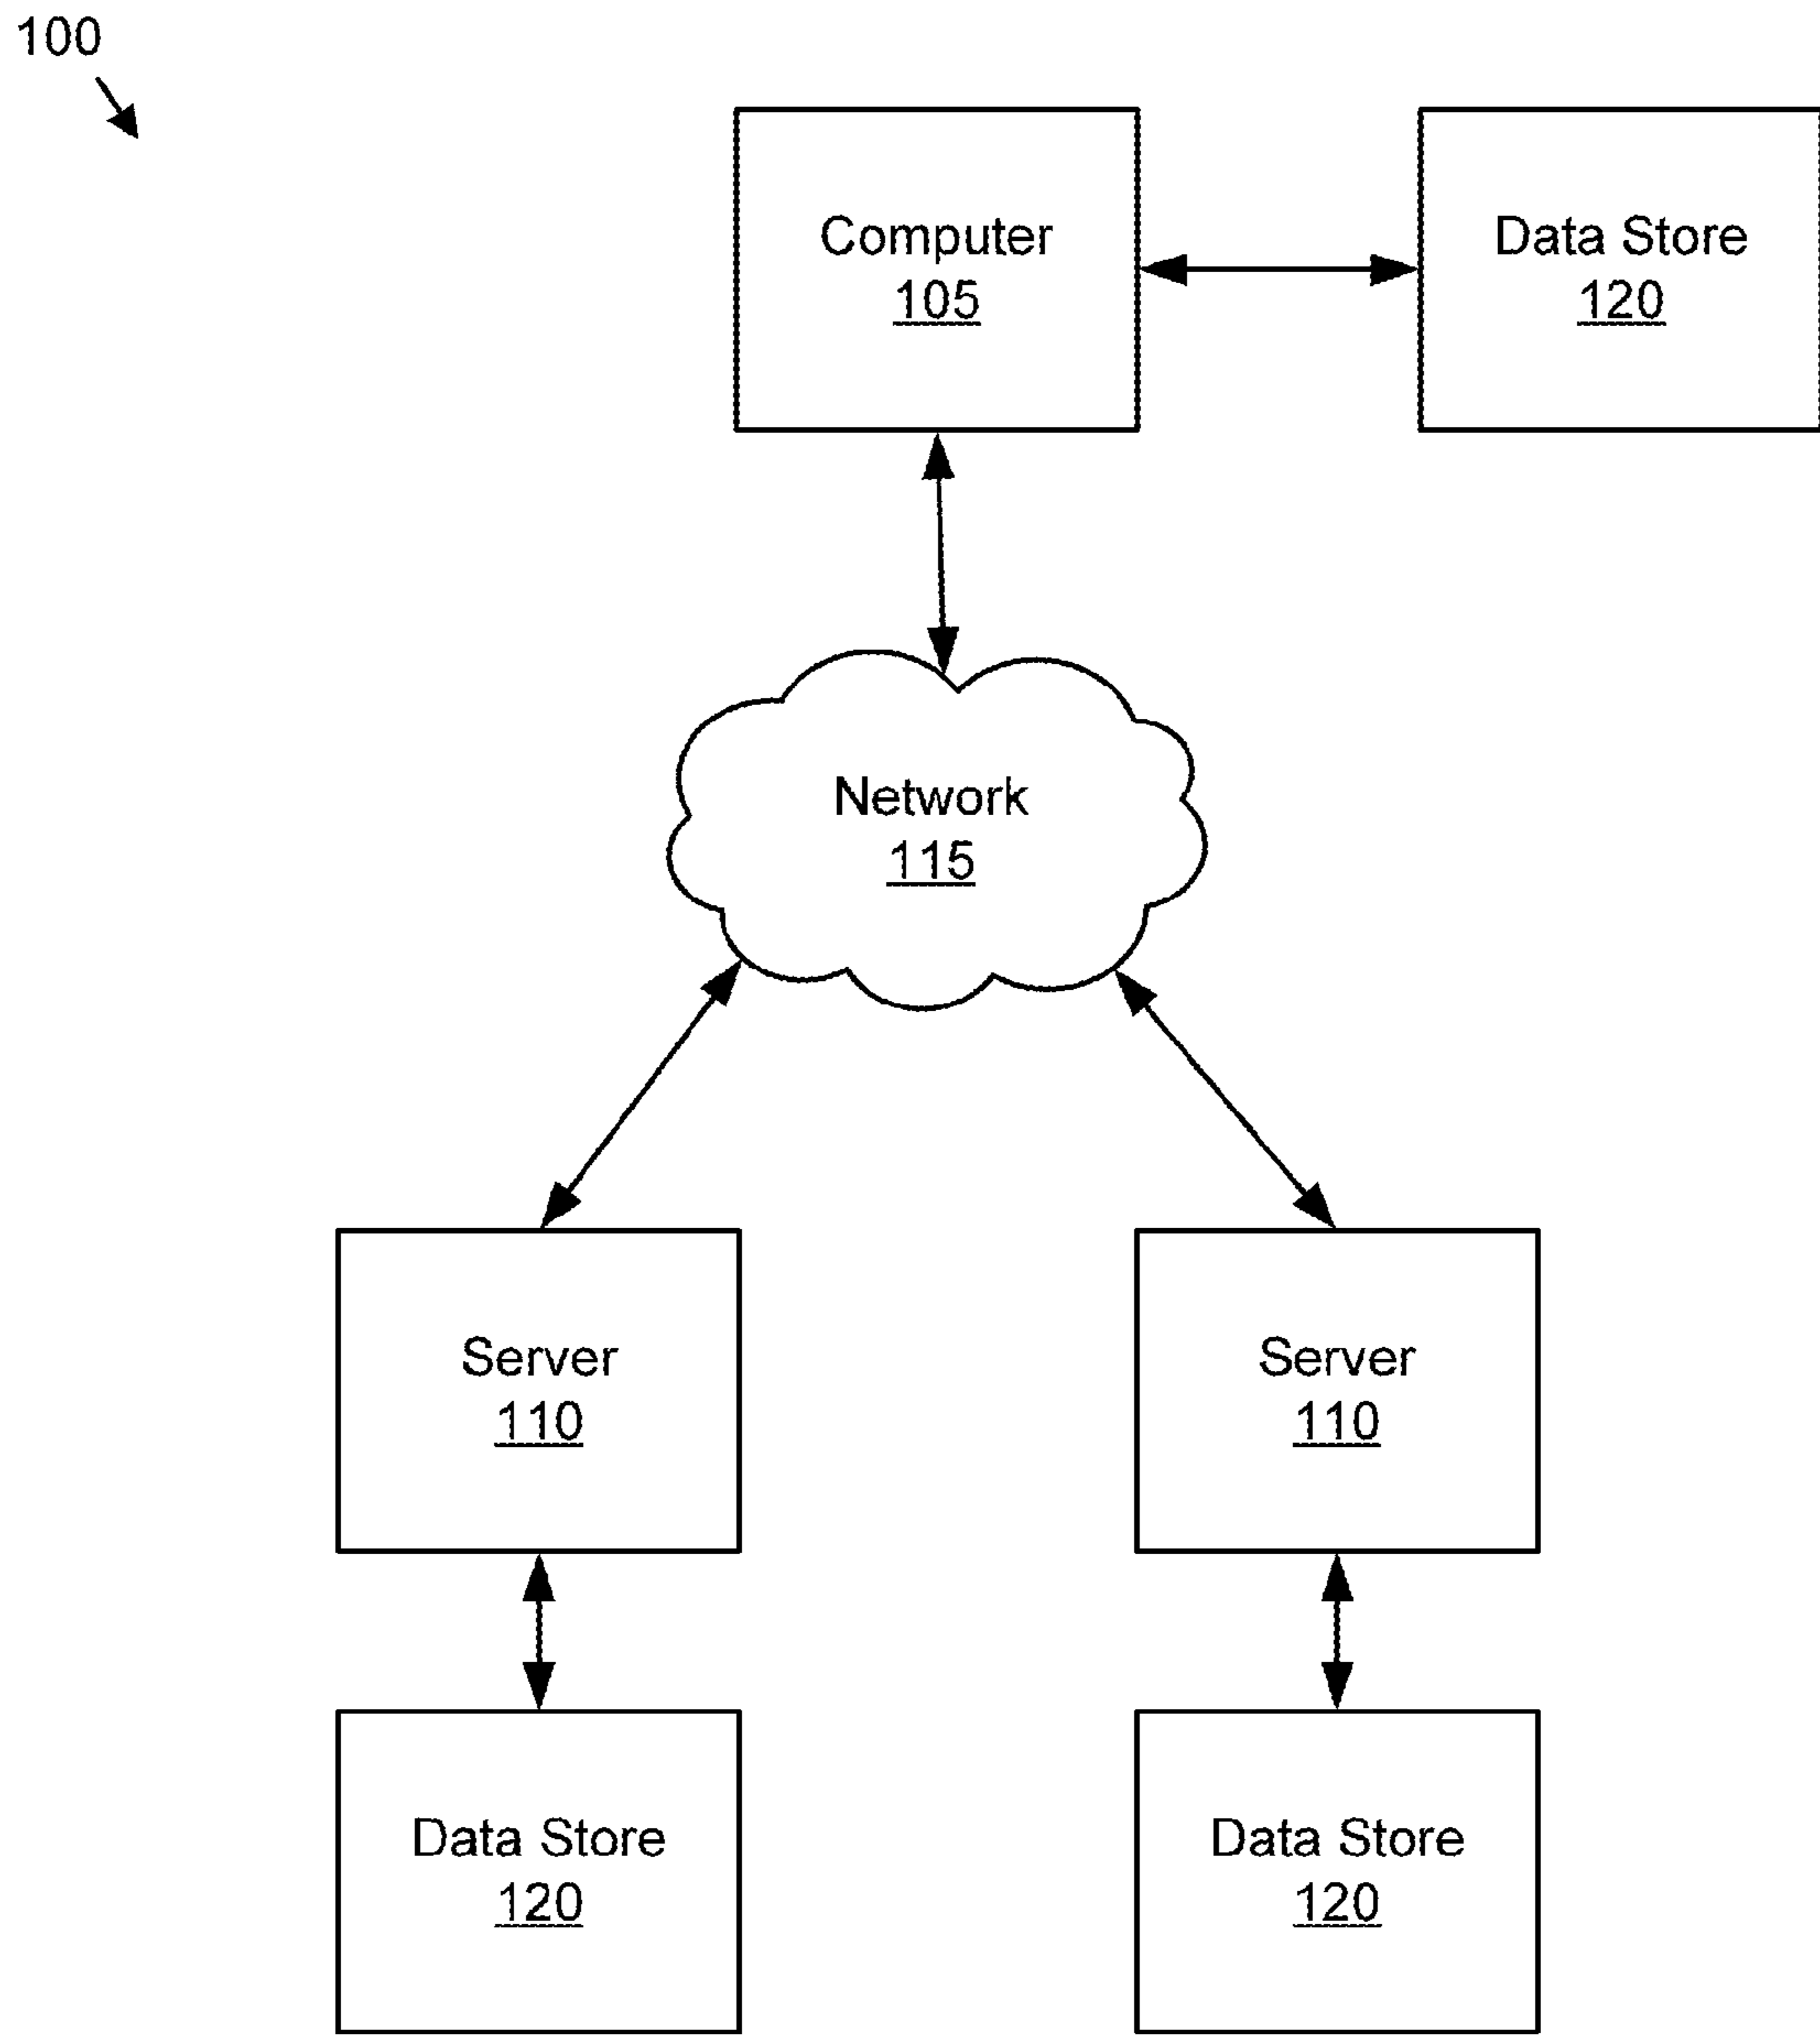 100
Computer
105
Data Store
120
Network
115
Server
110
Server
110
Data Store
120
Data Store
120